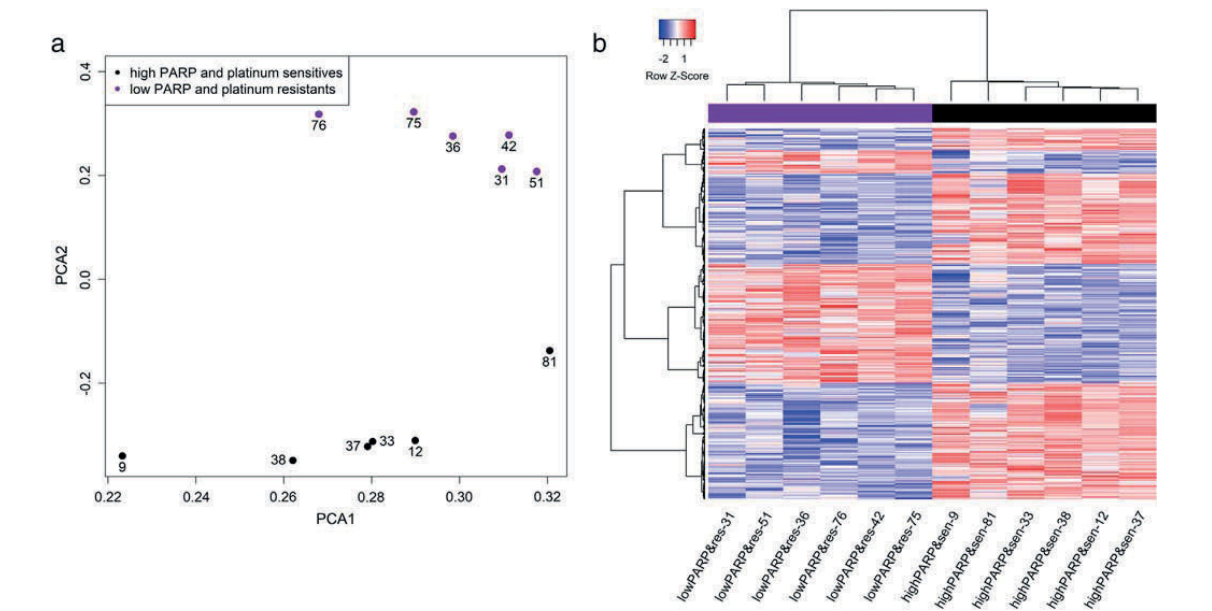 a
high PARP and platinum sensitives
low PARP and platinum resistants
PCA2
0.4
0.2
0.0
-0.2
76
75
36
42
31
51
81
9
38
37
33
12
0.22
0.24
0.26
0.28
0.30
0.32
PCA1
b
-2 1
Row Z-Score
lowPARP&res-31
lowPARP&res-51
lowPARP&res-36
lowPARP&res-76
lowPARP&res-42
lowPARP&res-75
highPARP&sen-9
highPARP&sen-81
highPARP&sen-33
highPARP&sen-38
highPARP&sen-12
highPARP&sen-37